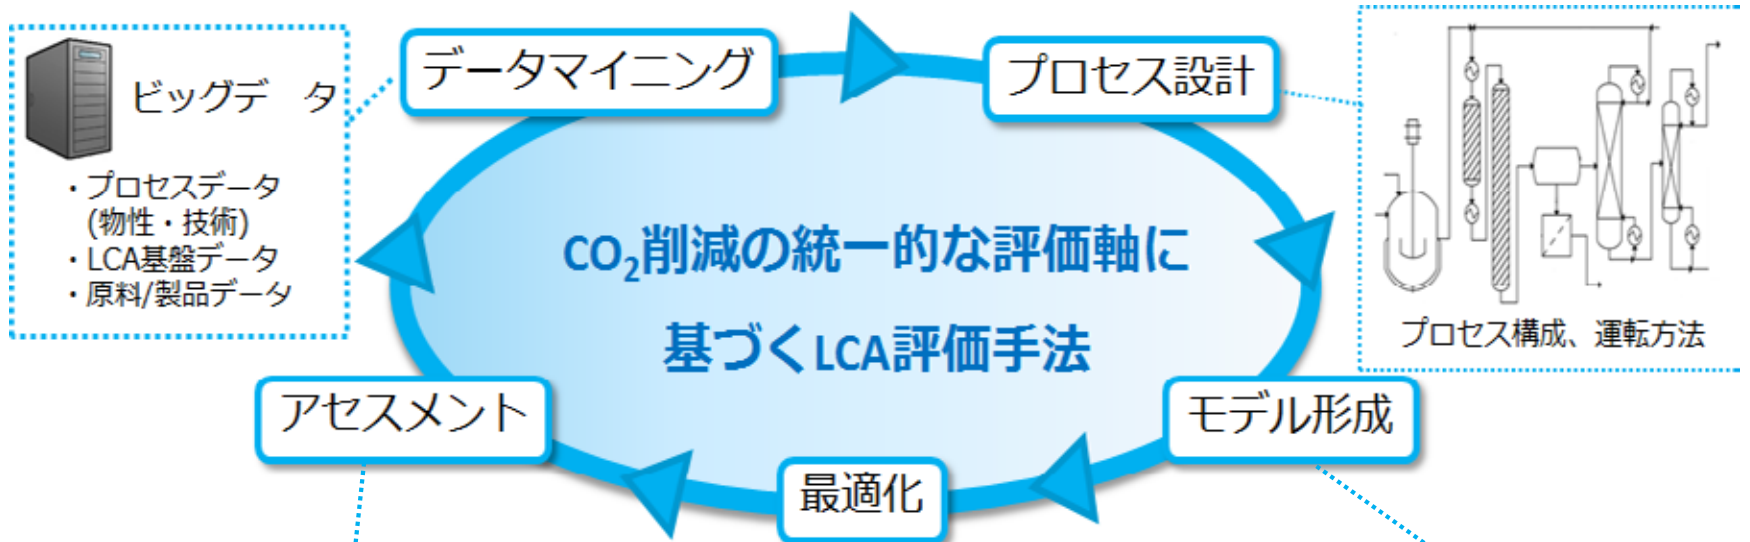 データマイニング
プロセス設計
ビッグデ　ータ
・プロセスデータ
(物性・技術)
・LCA基盤データ
・原料/製品データ
CO₂削減の統一的な評価軸に
基づくLCA評価手法
プロセス構成、運転方法
アセスメント
モデル形成
最適化